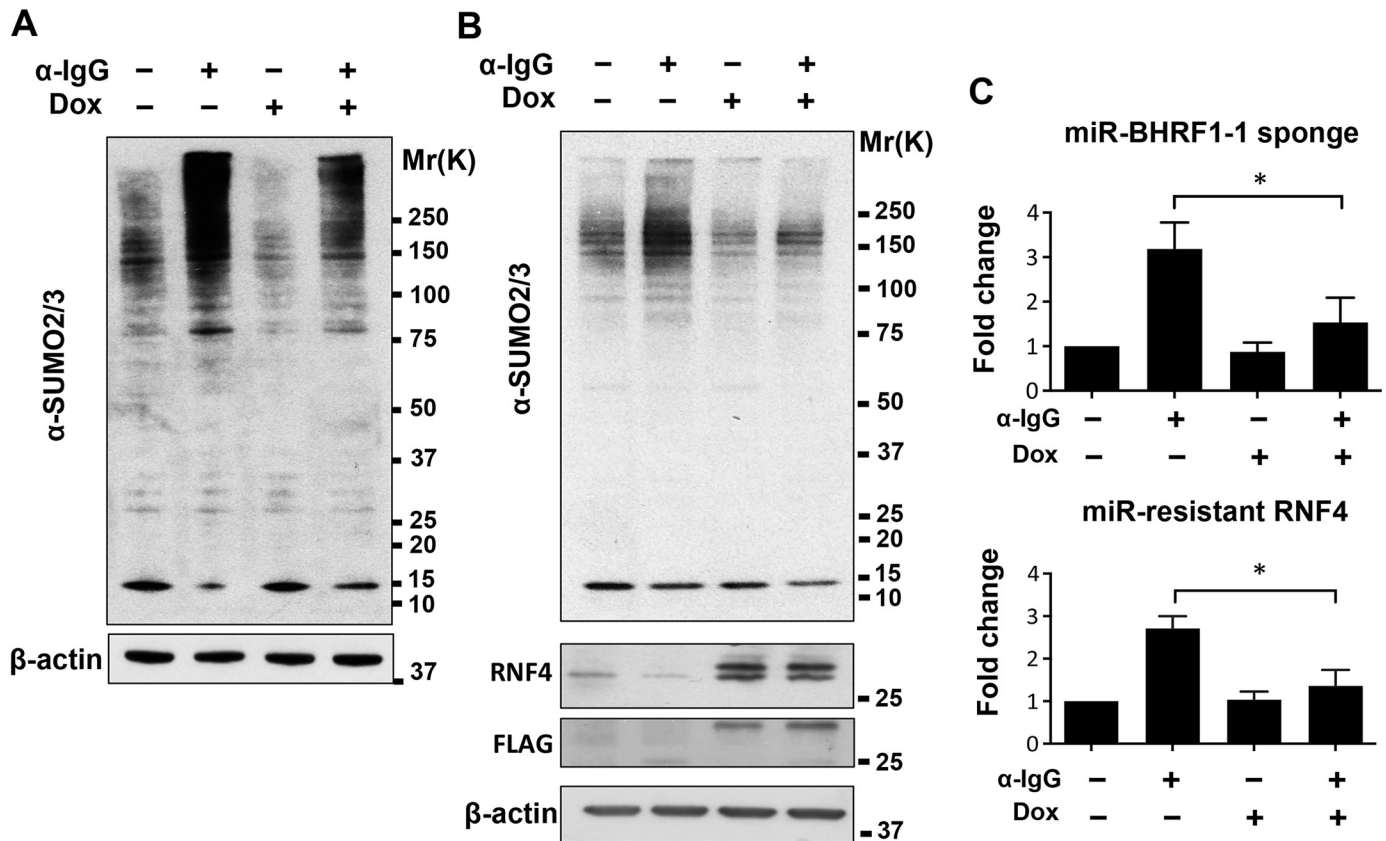 A
α-IgG – + – +
Dox – – + +
Mr(K)
250
150
100
75
50
37
25
20
15
10
α-SUMO2/3
β-actin
37
B
α-IgG – + – +
Dox – – + +
Mr(K)
250
150
100
75
50
37
25
20
15
10
α-SUMO2/3
RNF4
25
FLAG
25
β-actin
37
C
miR-BHRF1-1 sponge
*
Fold change
4
3
2
1
0
α-IgG – + – +
Dox – – + +
miR-resistant RNF4
*
Fold change
4
3
2
1
0
α-IgG – + – +
Dox – – + +